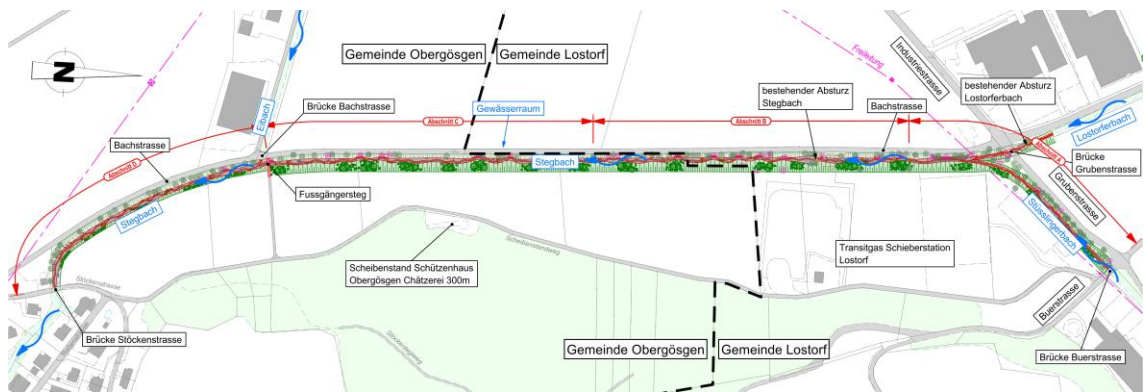 Gemeinde Obergösgen
Gemeinde Lostorf
Freileitung
Industriestrasse
bestehender Absturz
Lostorferbach
bestehender Absturz
Stegbach
Bachstrasse
Brücke Bachstrasse
Gewässerraum
Eibach
Abschnitt C
Abschnitt B
Lostorferbach
N
Bachstrasse
Abschnitt D
Abschnitt A
Brücke
Grubenstrasse
Stegbach
Stegbach
Fussgängersteg
Grubenstrasse
Stüsslingerbach
Scheibenstandweg
Scheibenstand Schützenhaus
Obergösgen Chätzerei 300m
Transitgas Schieberstation
Lostorf
Stöckenstrasse
Buerstrasse
Brücke Stöckenstrasse
Gemeinde Obergösgen
Gemeinde Lostorf
Brücke Buerstrasse